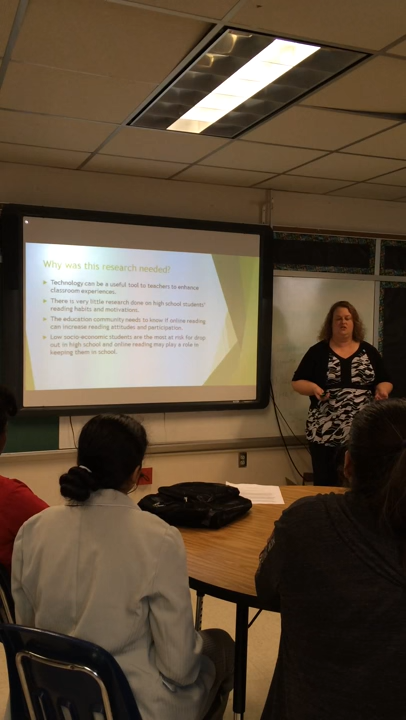 Why was this research needed?
Technology can be a useful tool to teachers to enhance
classroom experiences.
There is very little research done on high school students'
reading habits and motivations.
The education community needs to know if online reading
can increase reading attitudes and participation.
Low socio-economic students are the most at risk for drop
out in high school and online reading may play a role in
keeping them in school.